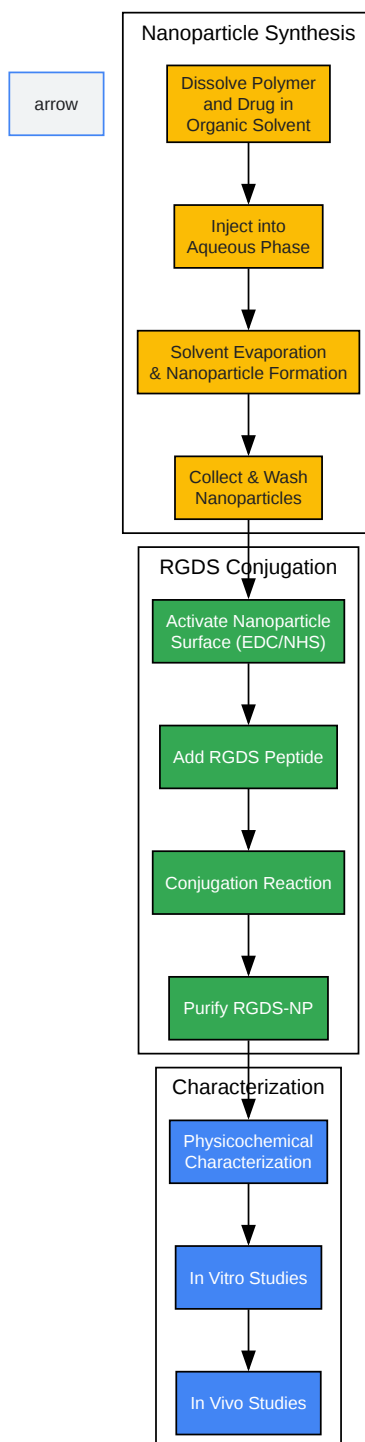 Nanoparticle Synthesis
arrow
Dissolve Polymer
and Drug in
Organic Solvent
Inject into
Aqueous Phase
Solvent Evaporation
& Nanoparticle Formation
Collect & Wash
Nanoparticles
RGDS Conjugation
Activate Nanoparticle
Surface (EDC/NHS)
Add RGDS Peptide
Conjugation Reaction
Purify RGDS-NP
Characterization
Physicochemical
Characterization
In Vitro Studies
In Vivo Studies